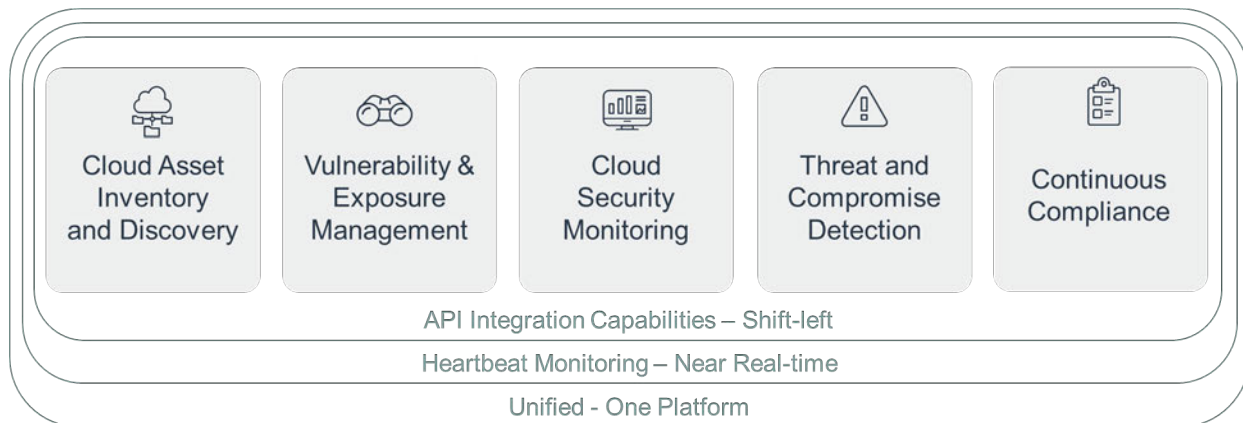 Cloud Asset
Inventory
and Discovery
Vulnerability &
Exposure
Management
Cloud
Security
Monitoring
Threat and
Compromise
Detection
Continuous
Compliance
API Integration Capabilities – Shift-left
Heartbeat Monitoring – Near Real-time
Unified - One Platform